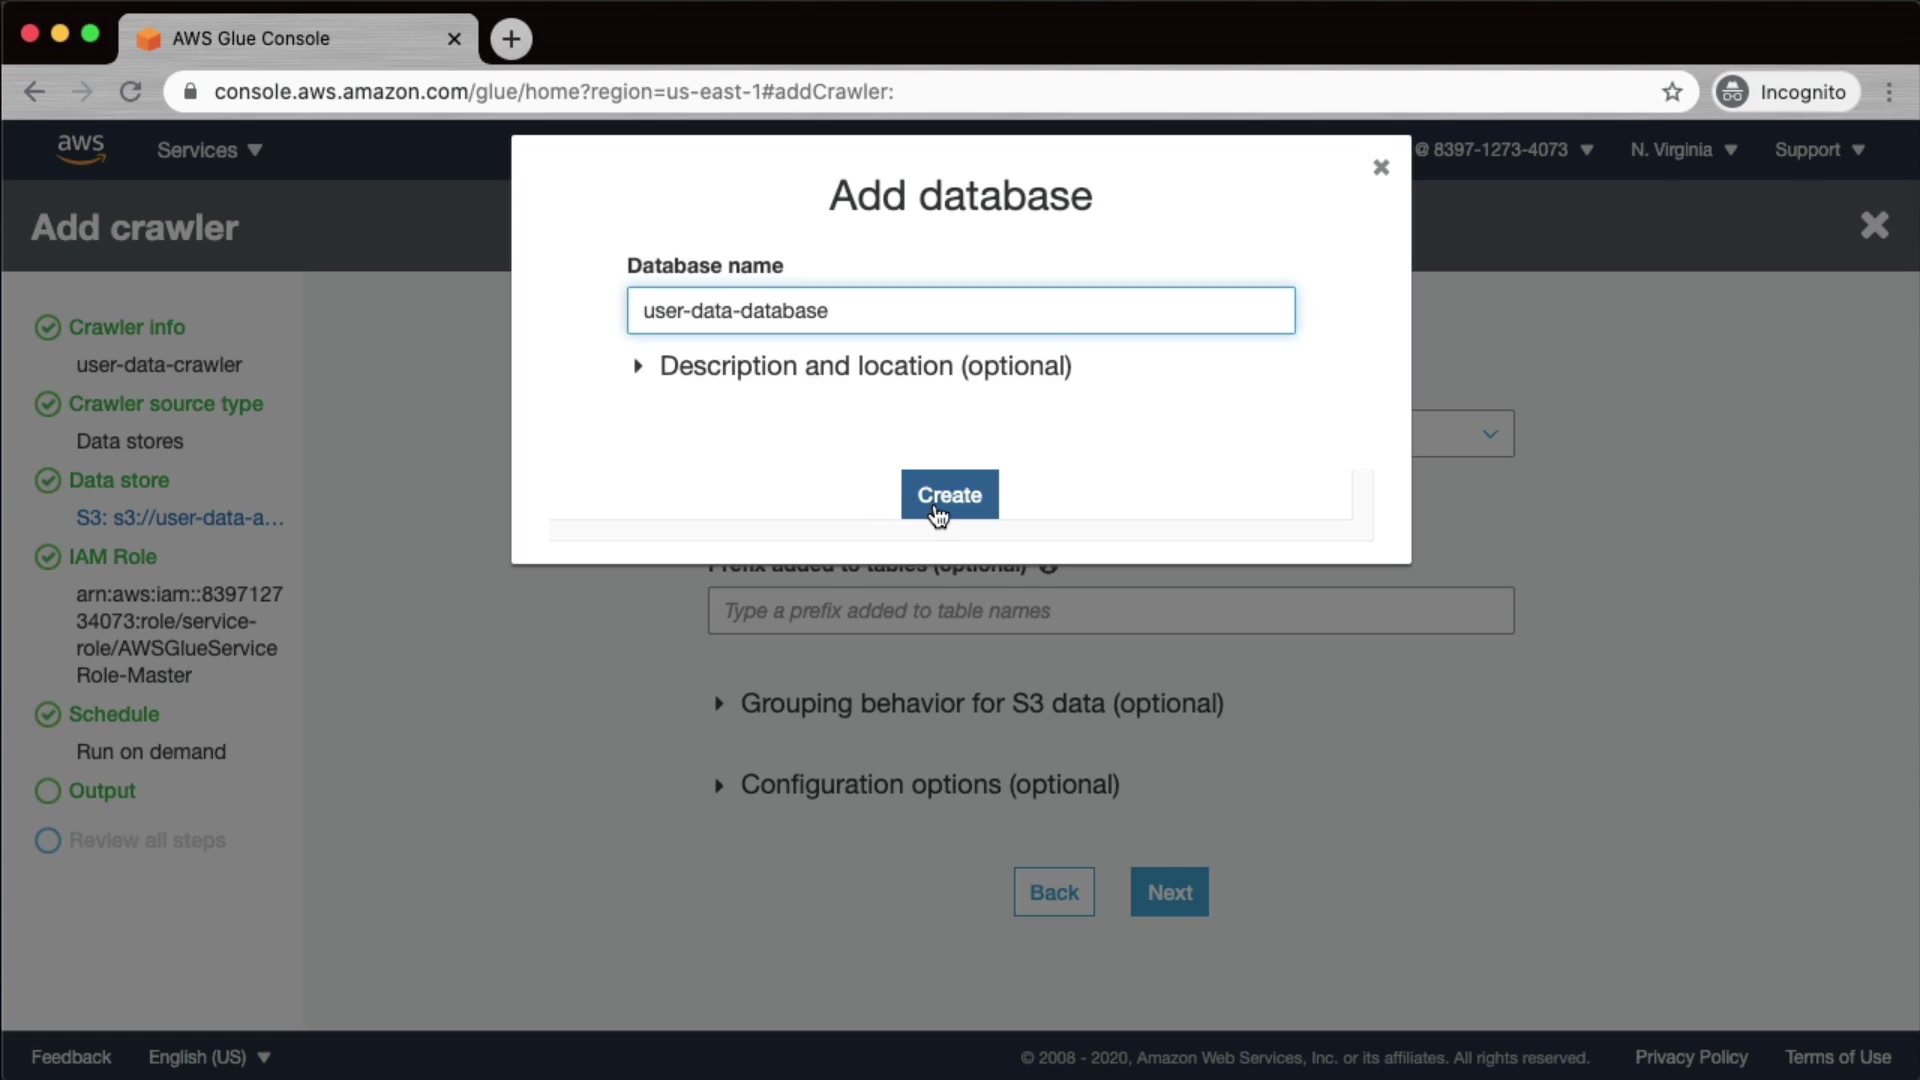 AWS Glue Console
console.aws.amazon.com/glue/home?region=us-east-1#addCrawler:
Incognito
aws
Services
@ 8397-1273-4073
N. Virginia
Support
Add crawler
Add database
Database name
user-data-database
Description and location (optional)
Create
Crawler info
user-data-crawler
Crawler source type
Data stores
Data store
S3: s3://user-data-a...
IAM Role
arn:aws:iam::8397127
34073:role/service-
role/AWSGlueService
Role-Master
Schedule
Run on demand
Output
Review all steps
Prefix added to tables (optional)
Type a prefix added to table names
Grouping behavior for S3 data (optional)
Configuration options (optional)
Back
Next
Feedback
English (US)
© 2008 - 2020, Amazon Web Services, Inc. or its affiliates. All rights reserved.
Privacy Policy
Terms of Use